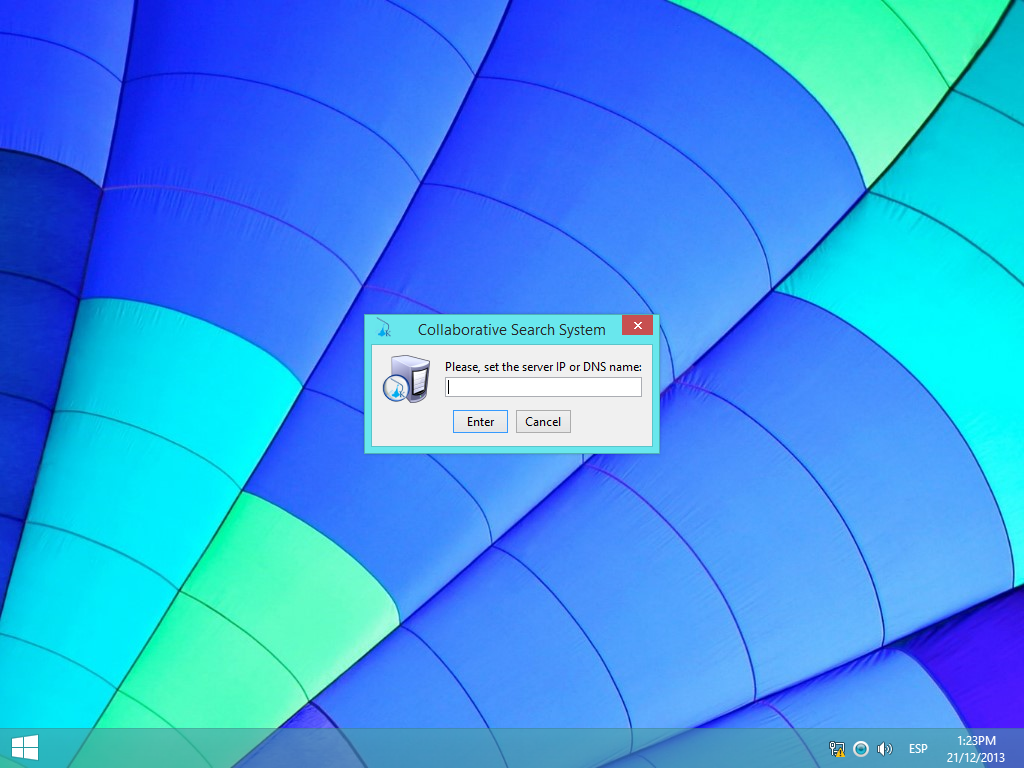 Collaborative Search System
Please, set the server IP or DNS name:
Enter
Cancel
ESP
1:23PM
21/12/2013